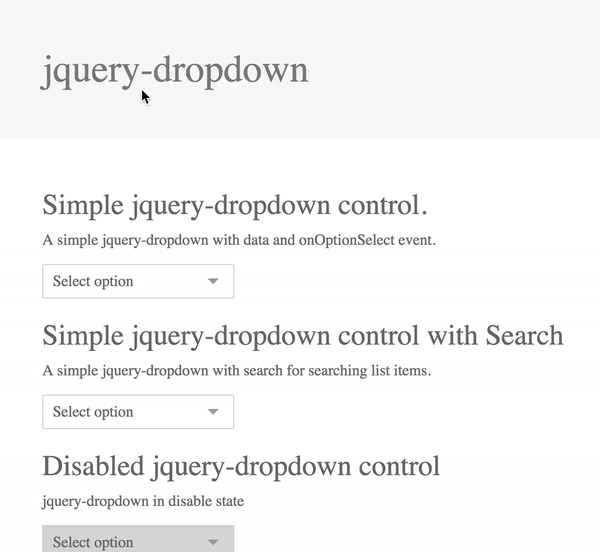 jquery-dropdown
Simple jquery-dropdown control.
A simple jquery-dropdown with data and onOptionSelect event.
Select option
Simple jquery-dropdown control with Search
A simple jquery-dropdown with search for searching list items.
Select option
Disabled jquery-dropdown control
jquery-dropdown in disable state
Select option